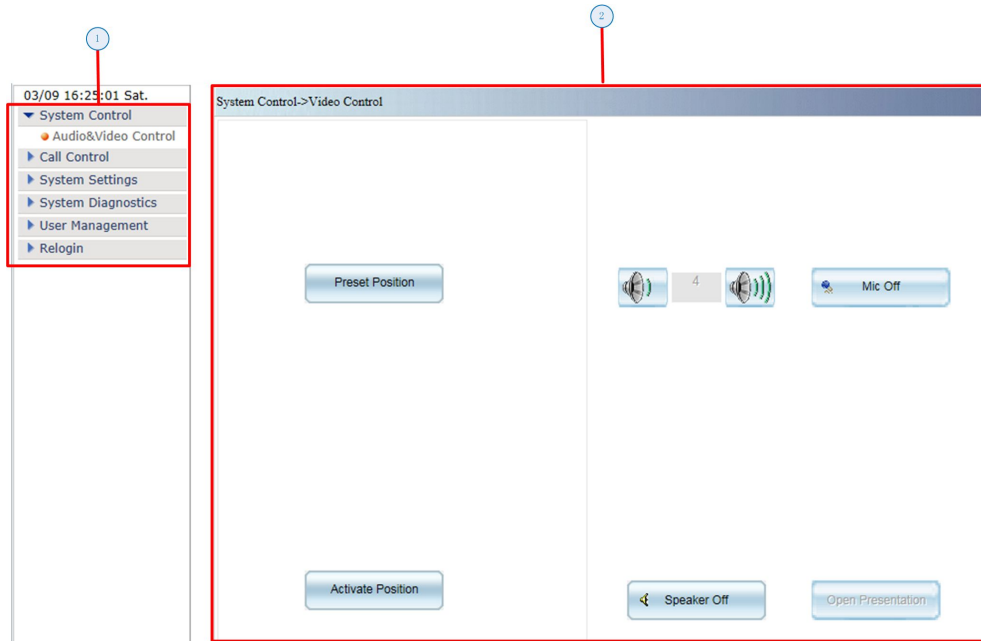 1
2
03/09 16:25:01 Sat.
System Control
Audio&Video Control
Call Control
System Settings
System Diagnostics
User Management
Relogin
System Control->Video Control
Preset Position
4
Mic Off
Activate Position
Speaker Off
Open Presentation